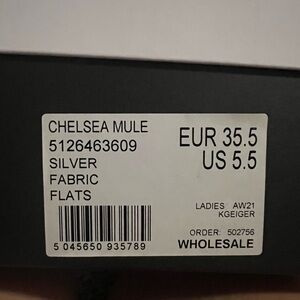 CHELSEA MULE
5126463609
SILVER
FABRIC
FLATS
EUR 35.5
US 5.5
LADIES AW21
KGEIGER
ORDER: 502756
WHOLESALE
5 045650 935789